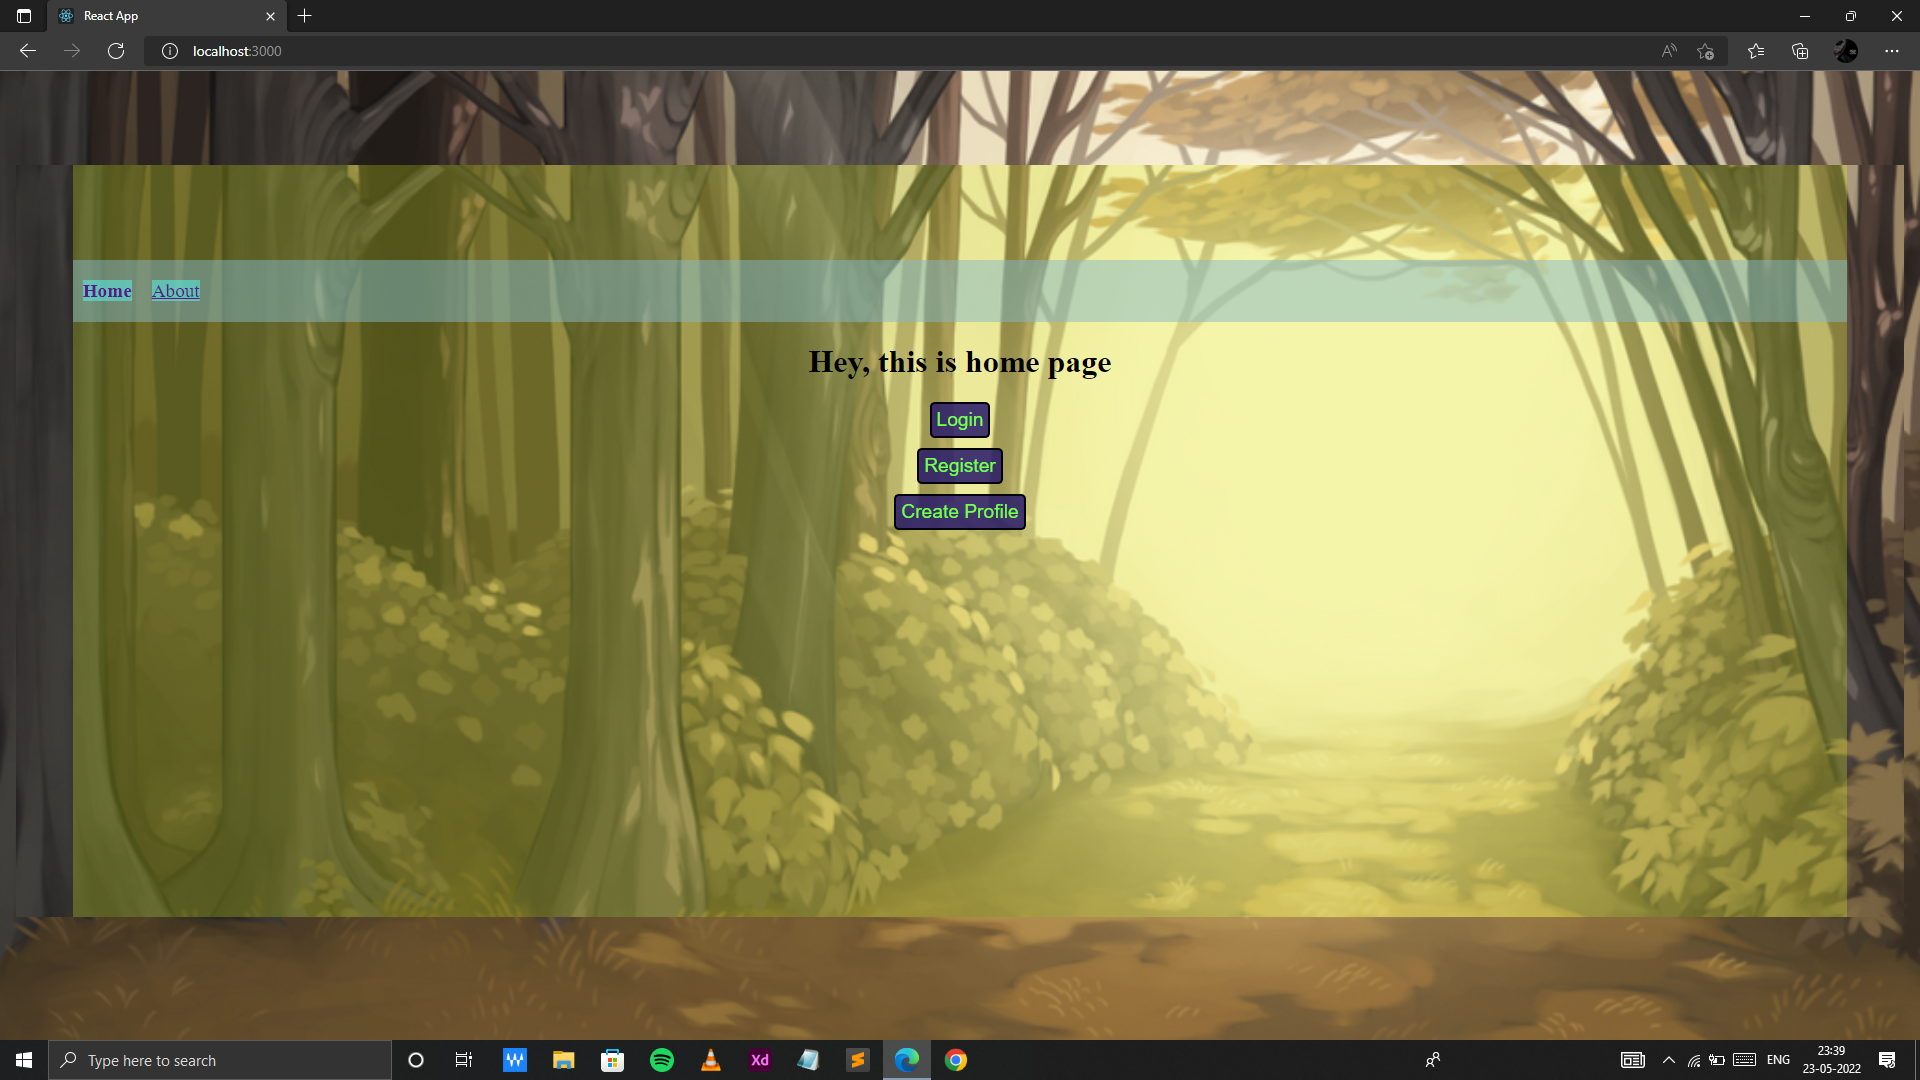 React App
localhost:3000
Home About
Hey, this is home page
Login
Register
Create Profile
Type here to search
Xd
ENG
23:39
23-05-2022